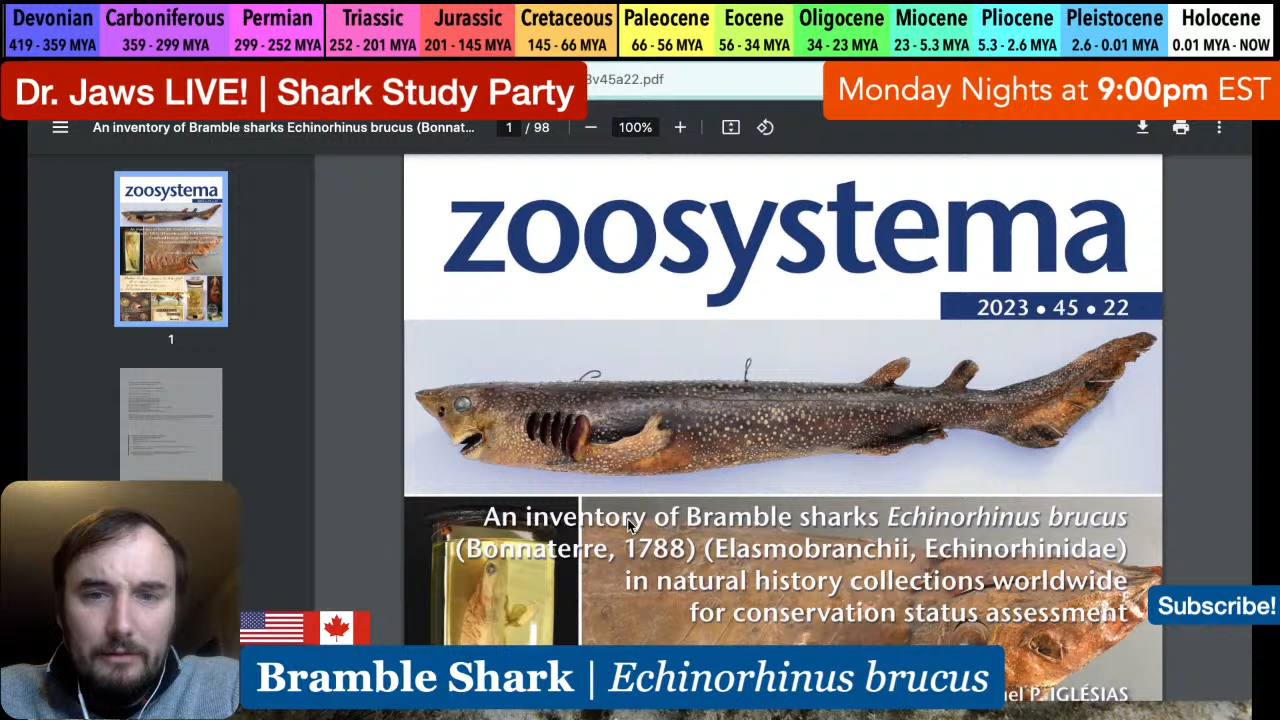 Devonian Carboniferous Permian Triassic Jurassic Cretaceous Paleocene Eocene Oligocene Miocene Pliocene Pleistocene Holocene
419 - 359 MYA 359 - 299 MYA 299 - 252 MYA 252 - 201 MYA 201 - 145 MYA 145 - 66 MYA 66 - 56 MYA 56 - 34 MYA 34 - 23 MYA 23 - 5.3 MYA 5.3 - 2.6 MYA 2.6 - 0.01 MYA 0.01 MYA - NOW
Dr. Jaws LIVE! | Shark Study Party
v45a22.pdf
Monday Nights at 9:00pm EST
An inventory of Bramble sharks Echinorhinus brucus (Bonnat... 1 / 98 100%
zoosystema
zoosystema
2023 • 45 • 22
1
An inventory of Bramble sharks Echinorhinus brucus
(Bonnaterre, 1788) (Elasmobranchii, Echinorhinidae)
in natural history collections worldwide
for conservation status assessment
Subscribe!
Bramble Shark | Echinorhinus brucus
P. IGLÉSIAS